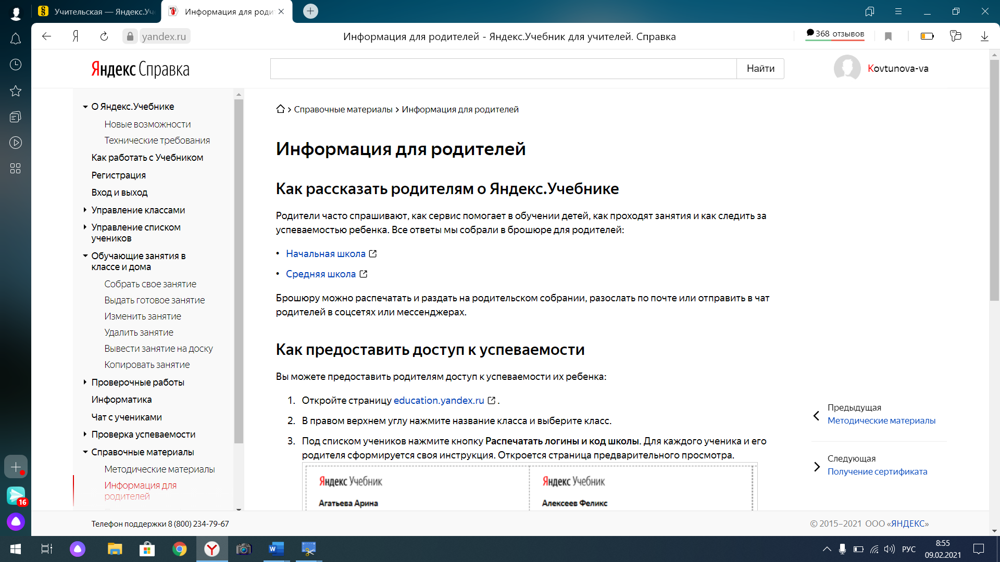 Учительская — Яндекс.Уч
Информация для роди
yandex.ru
Информация для родителей - Яндекс.Учебник для учителей. Справка
368 отзывов
Яндекс Справка
Найти
Kovtunova-va
О Яндекс.Учебнике
Новые возможности
Технические требования
Как работать с Учебником
Регистрация
Вход и выход
Управление классами
Управление списком
учеников
Обучающие занятия в
классе и дома
Собрать свое занятие
Выдать готовое занятие
Изменить занятие
Удалить занятие
Вывести занятие на доску
Копировать занятие
Проверочные работы
Информатика
Чат с учениками
Проверка успеваемости
Справочные материалы
Методические материалы
Информация для
родителей
Справочные материалы > Информация для родителей
Информация для родителей
Как рассказать родителям о Яндекс.Учебнике
Родители часто спрашивают, как сервис помогает в обучении детей, как проходят занятия и как следить за
успеваемостью ребенка. Все ответы мы собрали в брошюре для родителей:
• Начальная школа
• Средняя школа
Брошюру можно распечатать и раздать на родительском собрании, разослать по почте или отправить в чат
родителей в соцсетях или мессенджерах.
Как предоставить доступ к успеваемости
Вы можете предоставить родителям доступ к успеваемости их ребенка:
1. Откройте страницу education.yandex.ru .
2. В правом верхнем углу нажмите название класса и выберите класс.
3. Под списком учеников нажмите кнопку Распечатать логины и код школы. Для каждого ученика и его
родителя сформируется своя инструкция. Откроется страница предварительного просмотра.
Яндекс Учебник
Агатьева Арина
Яндекс Учебник
Алексеев Феликс
Предыдущая
Методические материалы
Следующая
Получение сертификата
16
Телефон поддержки 8 (800) 234-79-67
© 2015–2021 ООО «ЯНДЕКС»
РУС
8:55
09.02.2021